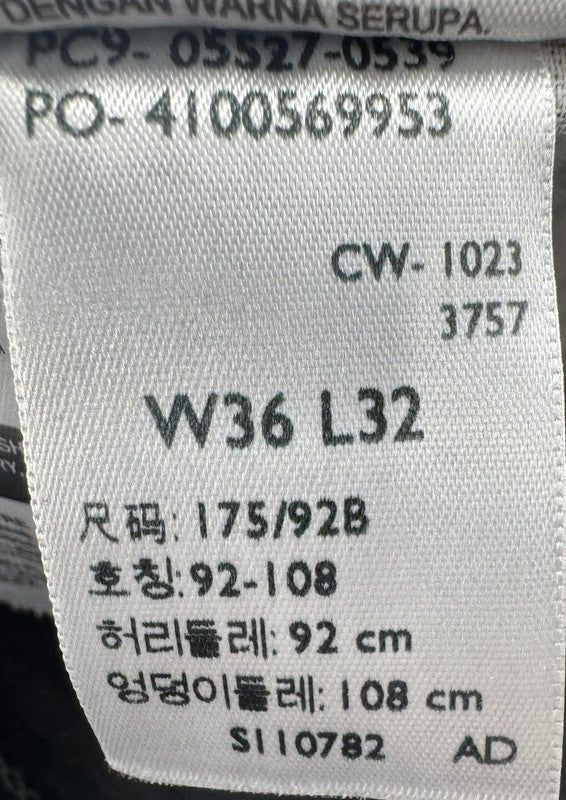 DENGAN WARNA SERUPA.
PC9- 05527-0539
PO- 4100569953
CW- 1023
3757
W36 L32
尺码: 175/92B
호칭:92-108
허리둘레: 92 cm
엉덩이둘레: 108 cm
S110782 AD